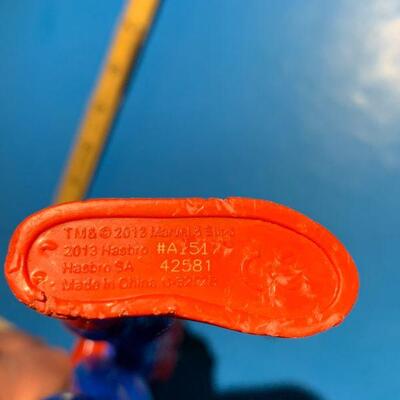 TM & © 2013 Marvel & Subs
2013 Hasbro #A1517
Hasbro SA 42581
Made in China